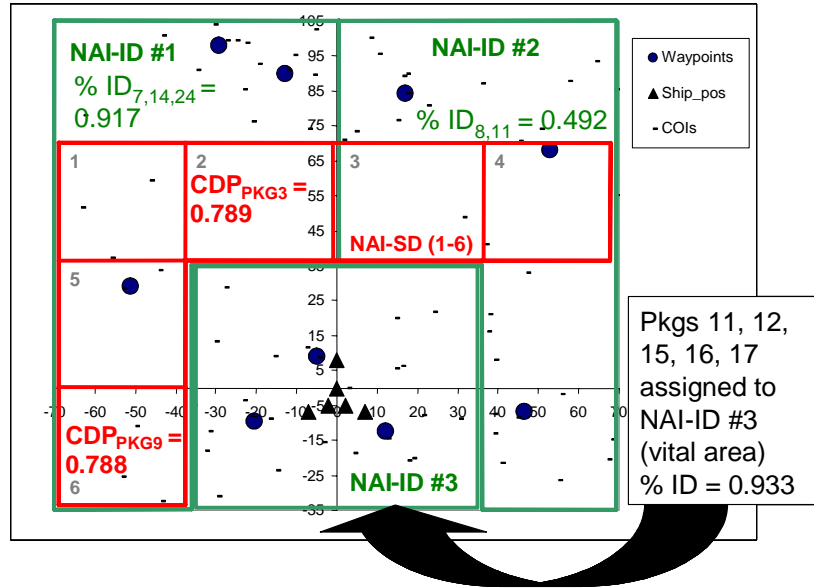 105
95
85
75
65
55
45
35
25
15
5
-5
-15
-25
-35
-70 -60 -50 -40 -30 -20 -10 0 10 20 30 40 50 60 70
NAI-ID #1
% ID7,14,24 =
0.917
NAI-ID #2
% ID8,11 = 0.492
1
2
3
4
5
6
CDPPKG3 =
0.789
NAI-SD (1-6)
CDPPKG9 =
0.788
NAI-ID #3
Waypoints
Ship_pos
COIs
Pkgs 11, 12,
15, 16, 17
assigned to
NAI-ID #3
(vital area)
% ID = 0.933